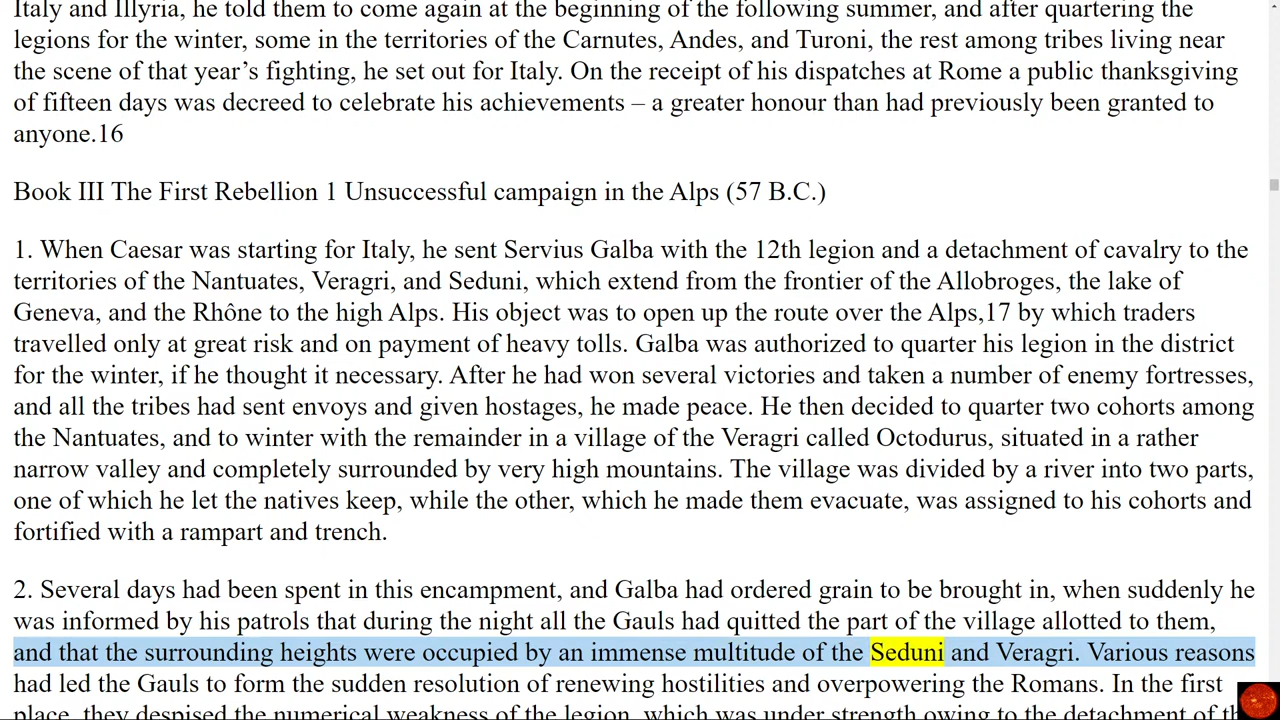 Italy and Illyria, he told them to come again at the beginning of the following summer, and after quartering the
legions for the winter, some in the territories of the Carnutes, Andes, and Turoni, the rest among tribes living near
the scene of that year’s fighting, he set out for Italy. On the receipt of his dispatches at Rome a public thanksgiving
of fifteen days was decreed to celebrate his achievements – a greater honour than had previously been granted to
anyone.16
Book III The First Rebellion 1 Unsuccessful campaign in the Alps (57 B.C.)
1. When Caesar was starting for Italy, he sent Servius Galba with the 12th legion and a detachment of cavalry to the
territories of the Nantuates, Veragri, and Seduni, which extend from the frontier of the Allobroges, the lake of
Geneva, and the Rhône to the high Alps. His object was to open up the route over the Alps,17 by which traders
travelled only at great risk and on payment of heavy tolls. Galba was authorized to quarter his legion in the district
for the winter, if he thought it necessary. After he had won several victories and taken a number of enemy fortresses,
and all the tribes had sent envoys and given hostages, he made peace. He then decided to quarter two cohorts among
the Nantuates, and to winter with the remainder in a village of the Veragri called Octodurus, situated in a rather
narrow valley and completely surrounded by very high mountains. The village was divided by a river into two parts,
one of which he let the natives keep, while the other, which he made them evacuate, was assigned to his cohorts and
fortified with a rampart and trench.
2. Several days had been spent in this encampment, and Galba had ordered grain to be brought in, when suddenly he
was informed by his patrols that during the night all the Gauls had quitted the part of the village allotted to them,
and that the surrounding heights were occupied by an immense multitude of the Seduni and Veragri. Various reasons
had led the Gauls to form the sudden resolution of renewing hostilities and overpowering the Romans. In the first
place, they despised the numerical weakness of the legion, which was under strength owing to the detachment of